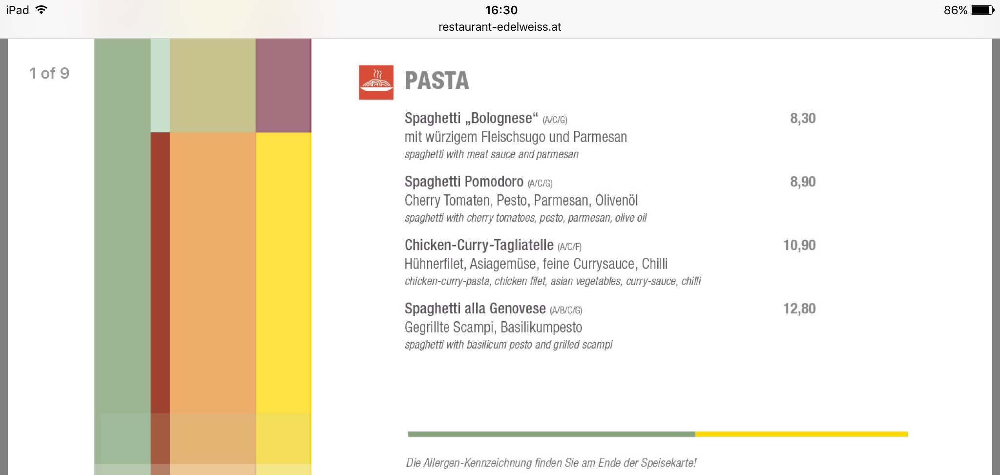 iPad
16:30
86%
restaurant-edelweiss.at
1 of 9
PASTA
Spaghetti „Bolognese“ (A/C/G) 8,30
mit würzigem Fleischsugo und Parmesan
spaghetti with meat sauce and parmesan
Spaghetti Pomodoro (A/C/G) 8,90
Cherry Tomaten, Pesto, Parmesan, Olivenöl
spaghetti with cherry tomatoes, pesto, parmesan, olive oil
Chicken-Curry-Tagliatelle (A/C/F) 10,90
Hühnerfilet, Asiagemüse, feine Currysauce, Chilli
chicken-curry-pasta, chicken filet, asian vegetables, curry-sauce, chilli
Spaghetti alla Genovese (A/B/C/G) 12,80
Gegrillte Scampi, Basilikumpesto
spaghetti with basilicum pesto and grilled scampi
Die Allergen-Kennzeichnung finden Sie am Ende der Speisekarte!